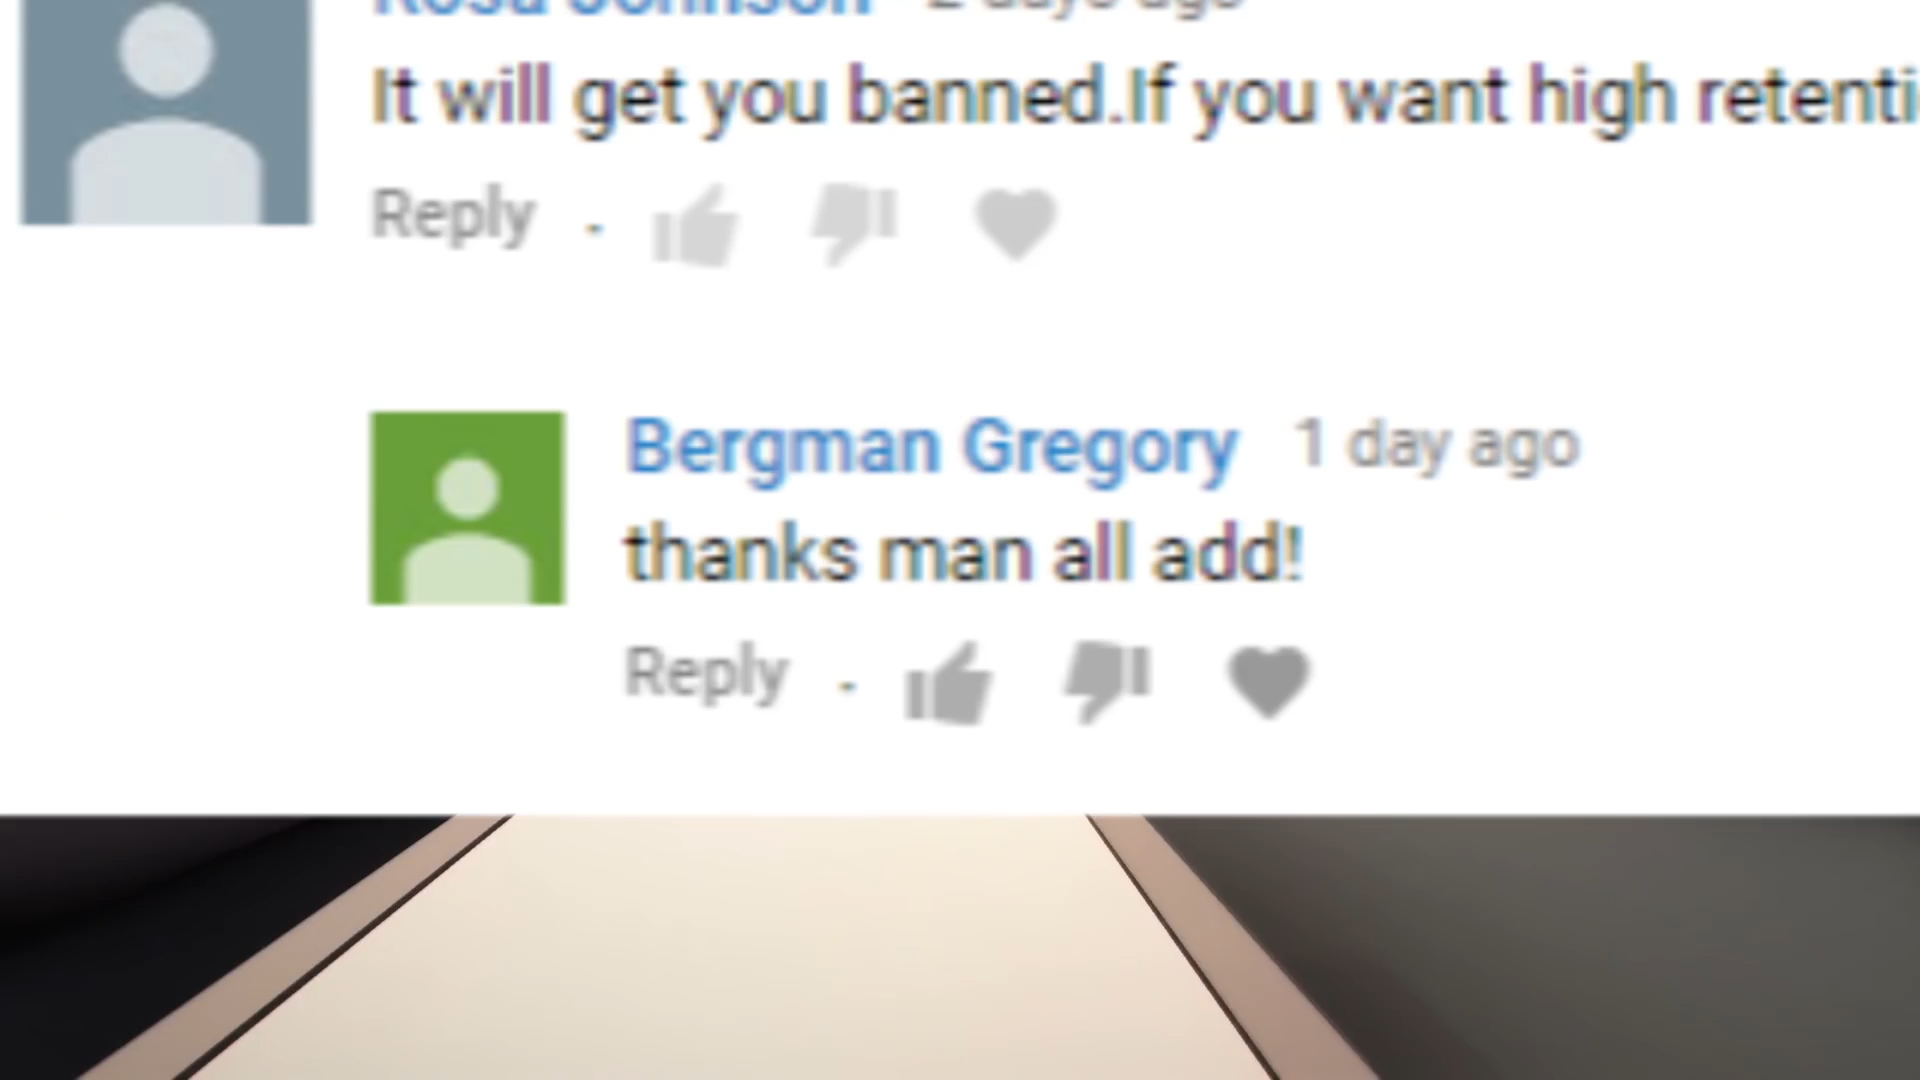 Rosa Johnson 2 days ago
It will get you banned.If you want high retenti
Reply
Bergman Gregory 1 day ago
thanks man all add!
Reply